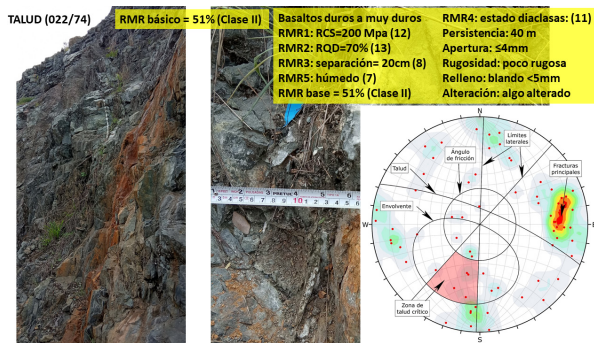 TALUD (022/74)
RMR básico = 51% (Clase II)
Basaltos duros a muy duros
RMR1: RCS=200 Mpa (12)
RMR2: RQD=70% (13)
RMR3: separación= 20cm (8)
RMR5: húmedo (7)
RMR base = 51% (Clase II)
RMR4: estado diaclasas: (11)
Persistencia: 40 m
Apertura: ≤4mm
Rugosidad: poco rugosa
Relleno: blando <5mm
Alteración: algo alterado
N
Límites
laterales
Ángulo
de fricción
Fracturas
principales
Talud
Envolvente
W
E
Zona de
talud crítico
S